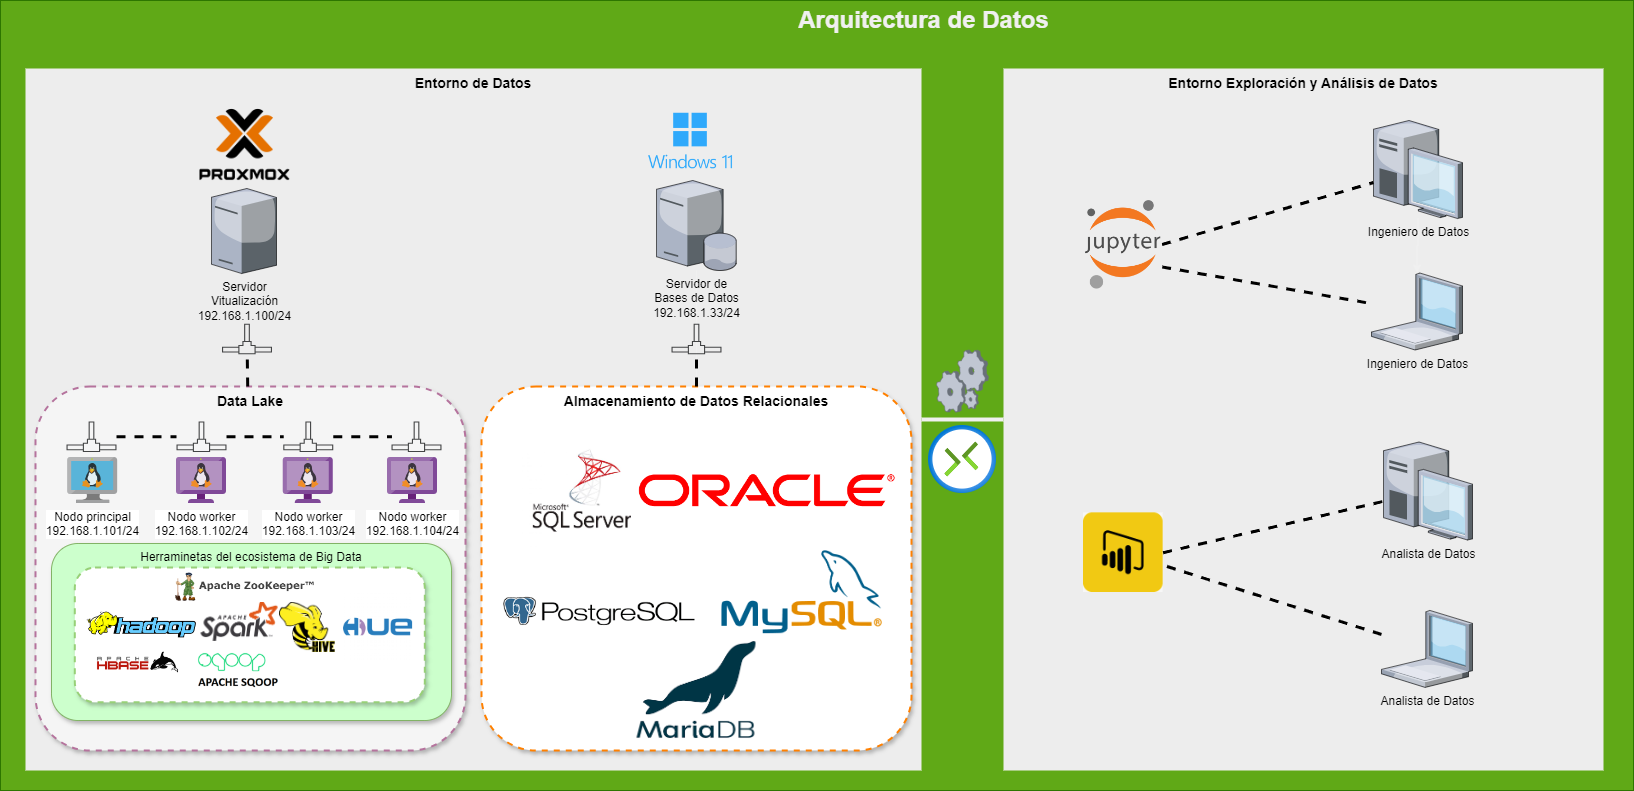 Arquitectura de Datos
Entorno de Datos
PROXMOX
Servidor
Vitualización
192.168.1.100/24
Windows 11
Servidor de
Bases de Datos
192.168.1.33/24
Data Lake
Nodo principal
192.168.1.101/24
Nodo worker
192.168.1.102/24
Nodo worker
192.168.1.103/24
Nodo worker
192.168.1.104/24
Herraminetas del ecosistema de Big Data
Apache ZooKeeper™
hadoop
APACHE
Spark™
HIVE
HUE
APACHE
HBASE
sqoop
APACHE SQOOP
Almacenamiento de Datos Relacionales
Microsoft®
SQL Server
ORACLE®
PostgreSQL
MySQL®
MariaDB
Entorno Exploración y Análisis de Datos
jupyter
Ingeniero de Datos
Ingeniero de Datos
Analista de Datos
Analista de Datos